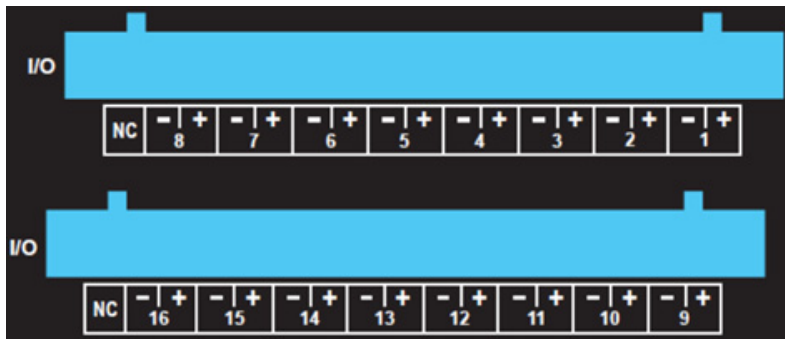 I/O
NC - + - + - + - + - + - + - + - +
8 7 6 5 4 3 2 1
I/O
NC - + - + - + - + - + - + - + - +
16 15 14 13 12 11 10 9